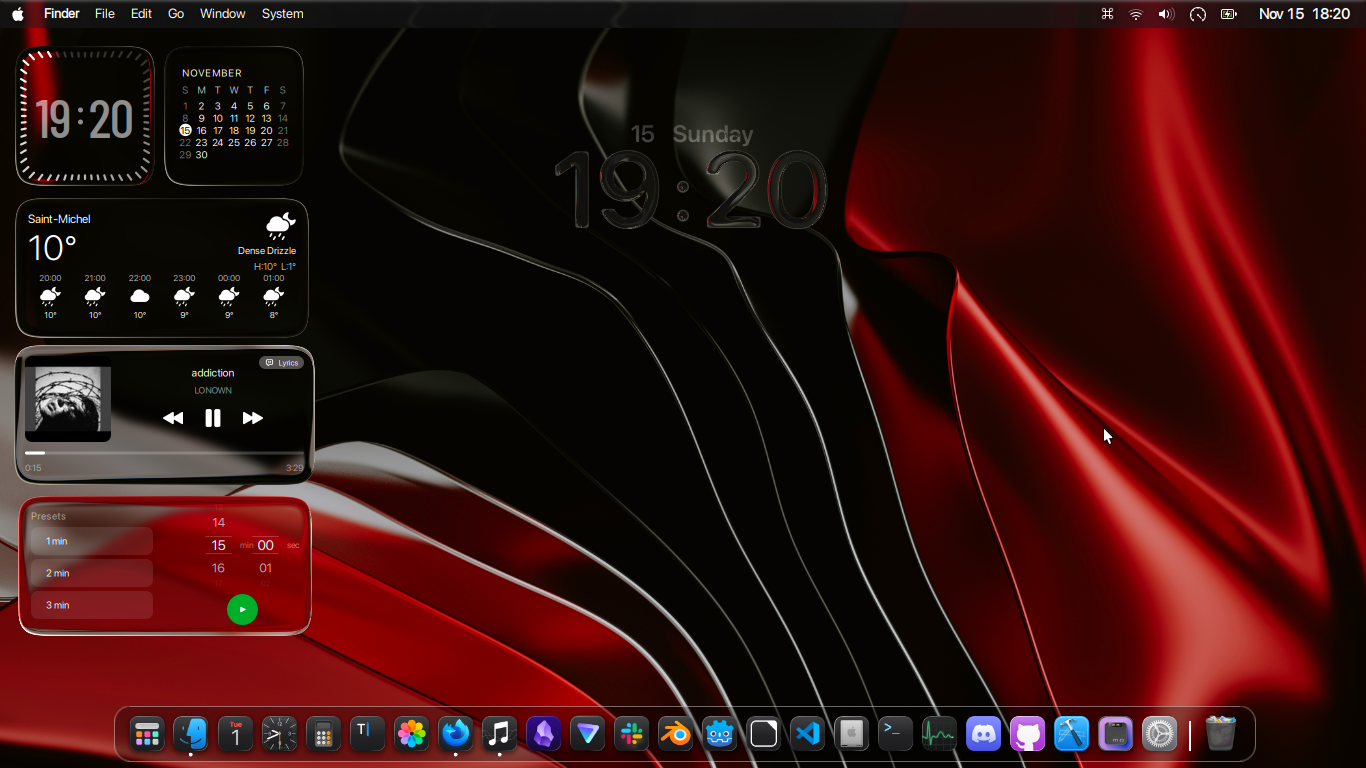 Finder File Edit Go Window System
Nov 15 18:20
19:20
NOVEMBER
S M T W T F S
1 2 3 4 5 6 7
8 9 10 11 12 13 14
15 16 17 18 19 20 21
22 23 24 25 26 27 28
29 30
15 Sunday
19:20
Saint-Michel
10°
Dense Drizzle
H:10° L:1°
20:00 21:00 22:00 23:00 00:00 01:00
10° 10° 10° 9° 9° 8°
Lyrics
addiction
LONOWN
0:15 3:29
Presets
1 min
2 min
3 min
13
14
15 min 00 sec
16 01
17 02
Tue
1
T
>_